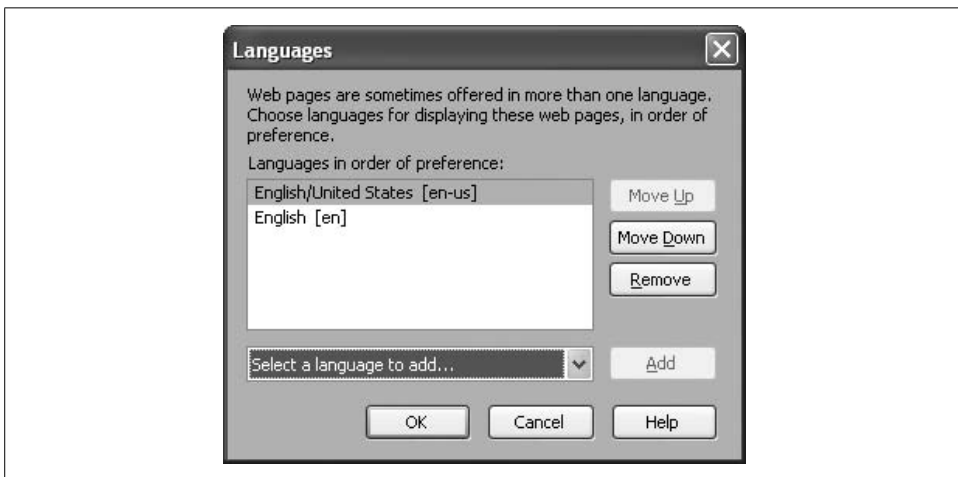 Languages
Web pages are sometimes offered in more than one language.
Choose languages for displaying these web pages, in order of
preference.
Languages in order of preference:
English/United States [en-us]
English [en]
Move Up
Move Down
Remove
Select a language to add...
Add
OK
Cancel
Help